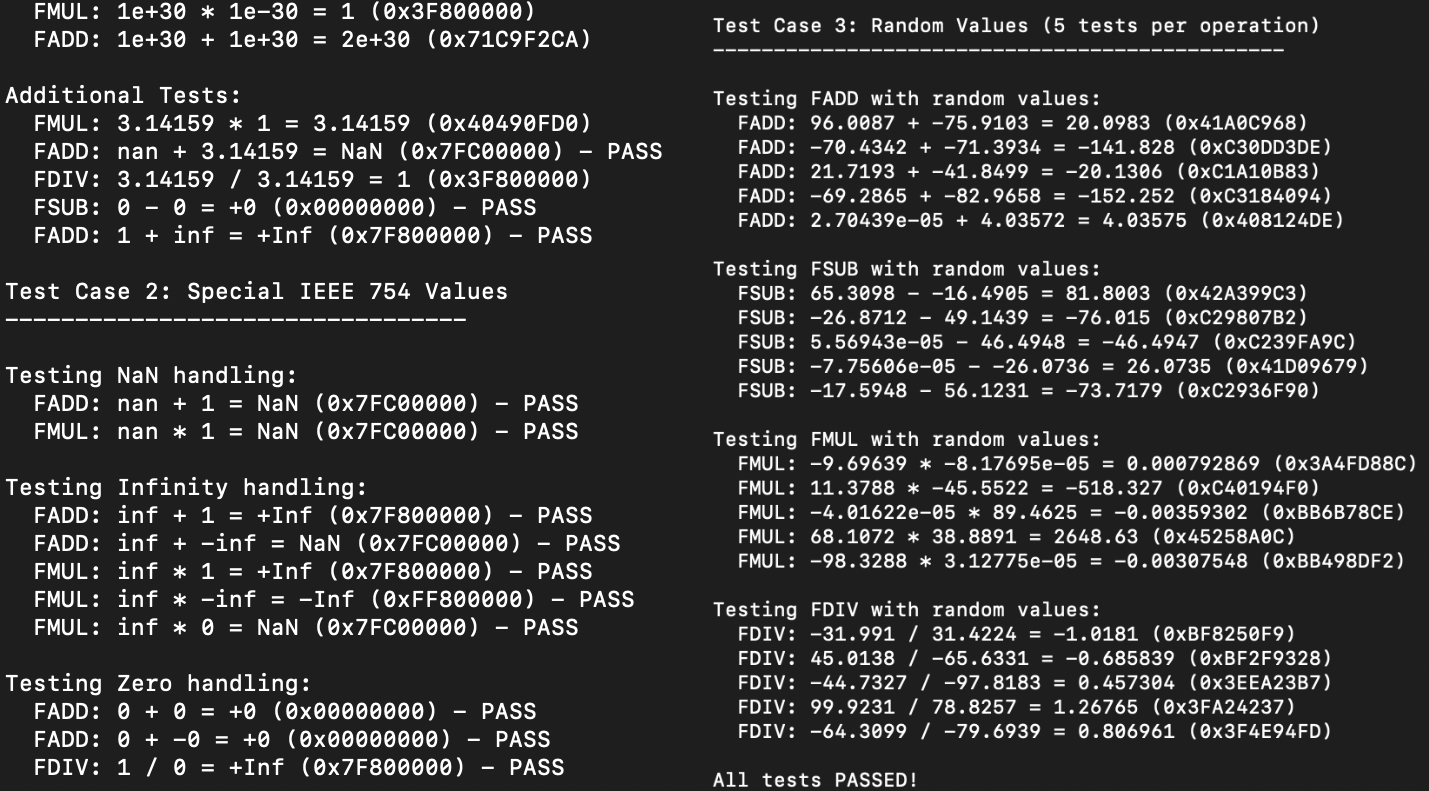 FMUL: 1e+30 * 1e-30 = 1 (0x3F800000)
FADD: 1e+30 + 1e+30 = 2e+30 (0x71C9F2CA)
Additional Tests:
FMUL: 3.14159 * 1 = 3.14159 (0x40490FD0)
FADD: nan + 3.14159 = NaN (0x7FC00000) - PASS
FDIV: 3.14159 / 3.14159 = 1 (0x3F800000)
FSUB: 0 - 0 = +0 (0x00000000) - PASS
FADD: 1 + inf = +Inf (0x7F800000) - PASS
Test Case 2: Special IEEE 754 Values
---------------------------------
Testing NaN handling:
FADD: nan + 1 = NaN (0x7FC00000) - PASS
FMUL: nan * 1 = NaN (0x7FC00000) - PASS
Testing Infinity handling:
FADD: inf + 1 = +Inf (0x7F800000) - PASS
FADD: inf + -inf = NaN (0x7FC00000) - PASS
FMUL: inf * 1 = +Inf (0x7F800000) - PASS
FMUL: inf * -inf = -Inf (0xFF800000) - PASS
FMUL: inf * 0 = NaN (0x7FC00000) - PASS
Testing Zero handling:
FADD: 0 + 0 = +0 (0x00000000) - PASS
FADD: 0 + -0 = +0 (0x00000000) - PASS
FDIV: 1 / 0 = +Inf (0x7F800000) - PASS
Test Case 3: Random Values (5 tests per operation)
-----------------------------------------------
Testing FADD with random values:
FADD: 96.0087 + -75.9103 = 20.0983 (0x41A0C968)
FADD: -70.4342 + -71.3934 = -141.828 (0xC30DD3DE)
FADD: 21.7193 + -41.8499 = -20.1306 (0xC1A10B83)
FADD: -69.2865 + -82.9658 = -152.252 (0xC3184094)
FADD: 2.70439e-05 + 4.03572 = 4.03575 (0x408124DE)
Testing FSUB with random values:
FSUB: 65.3098 - -16.4905 = 81.8003 (0x42A399C3)
FSUB: -26.8712 - 49.1439 = -76.015 (0xC29807B2)
FSUB: 5.56943e-05 - 46.4948 = -46.4947 (0xC239FA9C)
FSUB: -7.75606e-05 - -26.0736 = 26.0735 (0x41D09679)
FSUB: -17.5948 - 56.1231 = -73.7179 (0xC2936F90)
Testing FMUL with random values:
FMUL: -9.69639 * -8.17695e-05 = 0.000792869 (0x3A4FD88C)
FMUL: 11.3788 * -45.5522 = -518.327 (0xC40194F0)
FMUL: -4.01622e-05 * 89.4625 = -0.00359302 (0xBB6B78CE)
FMUL: 68.1072 * 38.8891 = 2648.63 (0x45258A0C)
FMUL: -98.3288 * 3.12775e-05 = -0.00307548 (0xBB498DF2)
Testing FDIV with random values:
FDIV: -31.991 / 31.4224 = -1.0181 (0xBF8250F9)
FDIV: 45.0138 / -65.6331 = -0.685839 (0xBF2F9328)
FDIV: -44.7327 / -97.8183 = 0.457304 (0x3EEA23B7)
FDIV: 99.9231 / 78.8257 = 1.26765 (0x3FA24237)
FDIV: -64.3099 / -79.6939 = 0.806961 (0x3F4E94FD)
All tests PASSED!